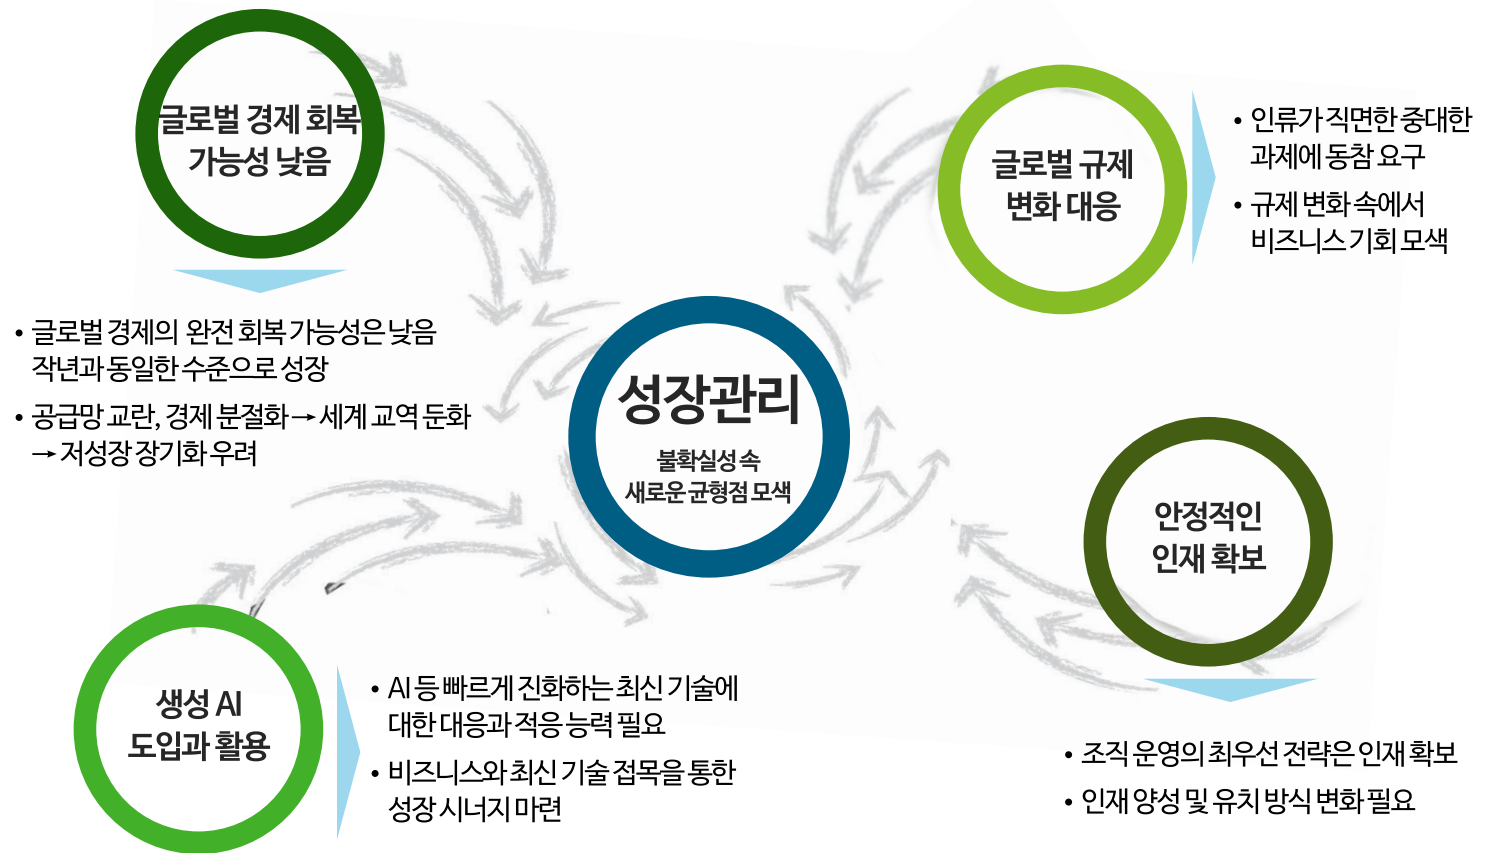 글로벌 경제 회복
가능성 낮음
• 글로벌 경제의 완전 회복 가능성은 낮음
작년과 동일한 수준으로 성장
• 공급망 교란, 경제 분절화 → 세계 교역 둔화
→ 저성장 장기화 우려
글로벌 규제
변화 대응
• 인류가 직면한 중대한
과제에 동참 요구
• 규제 변화 속에서
비즈니스 기회 모색
성장관리
불확실성 속
새로운 균형점 모색
생성 AI
도입과 활용
• AI 등 빠르게 진화하는 최신 기술에
대한 대응과 적응 능력 필요
• 비즈니스와 최신 기술 접목을 통한
성장 시너지 마련
안정적인
인재 확보
• 조직 운영의 최우선 전략은 인재 확보
• 인재 양성 및 유치 방식 변화 필요